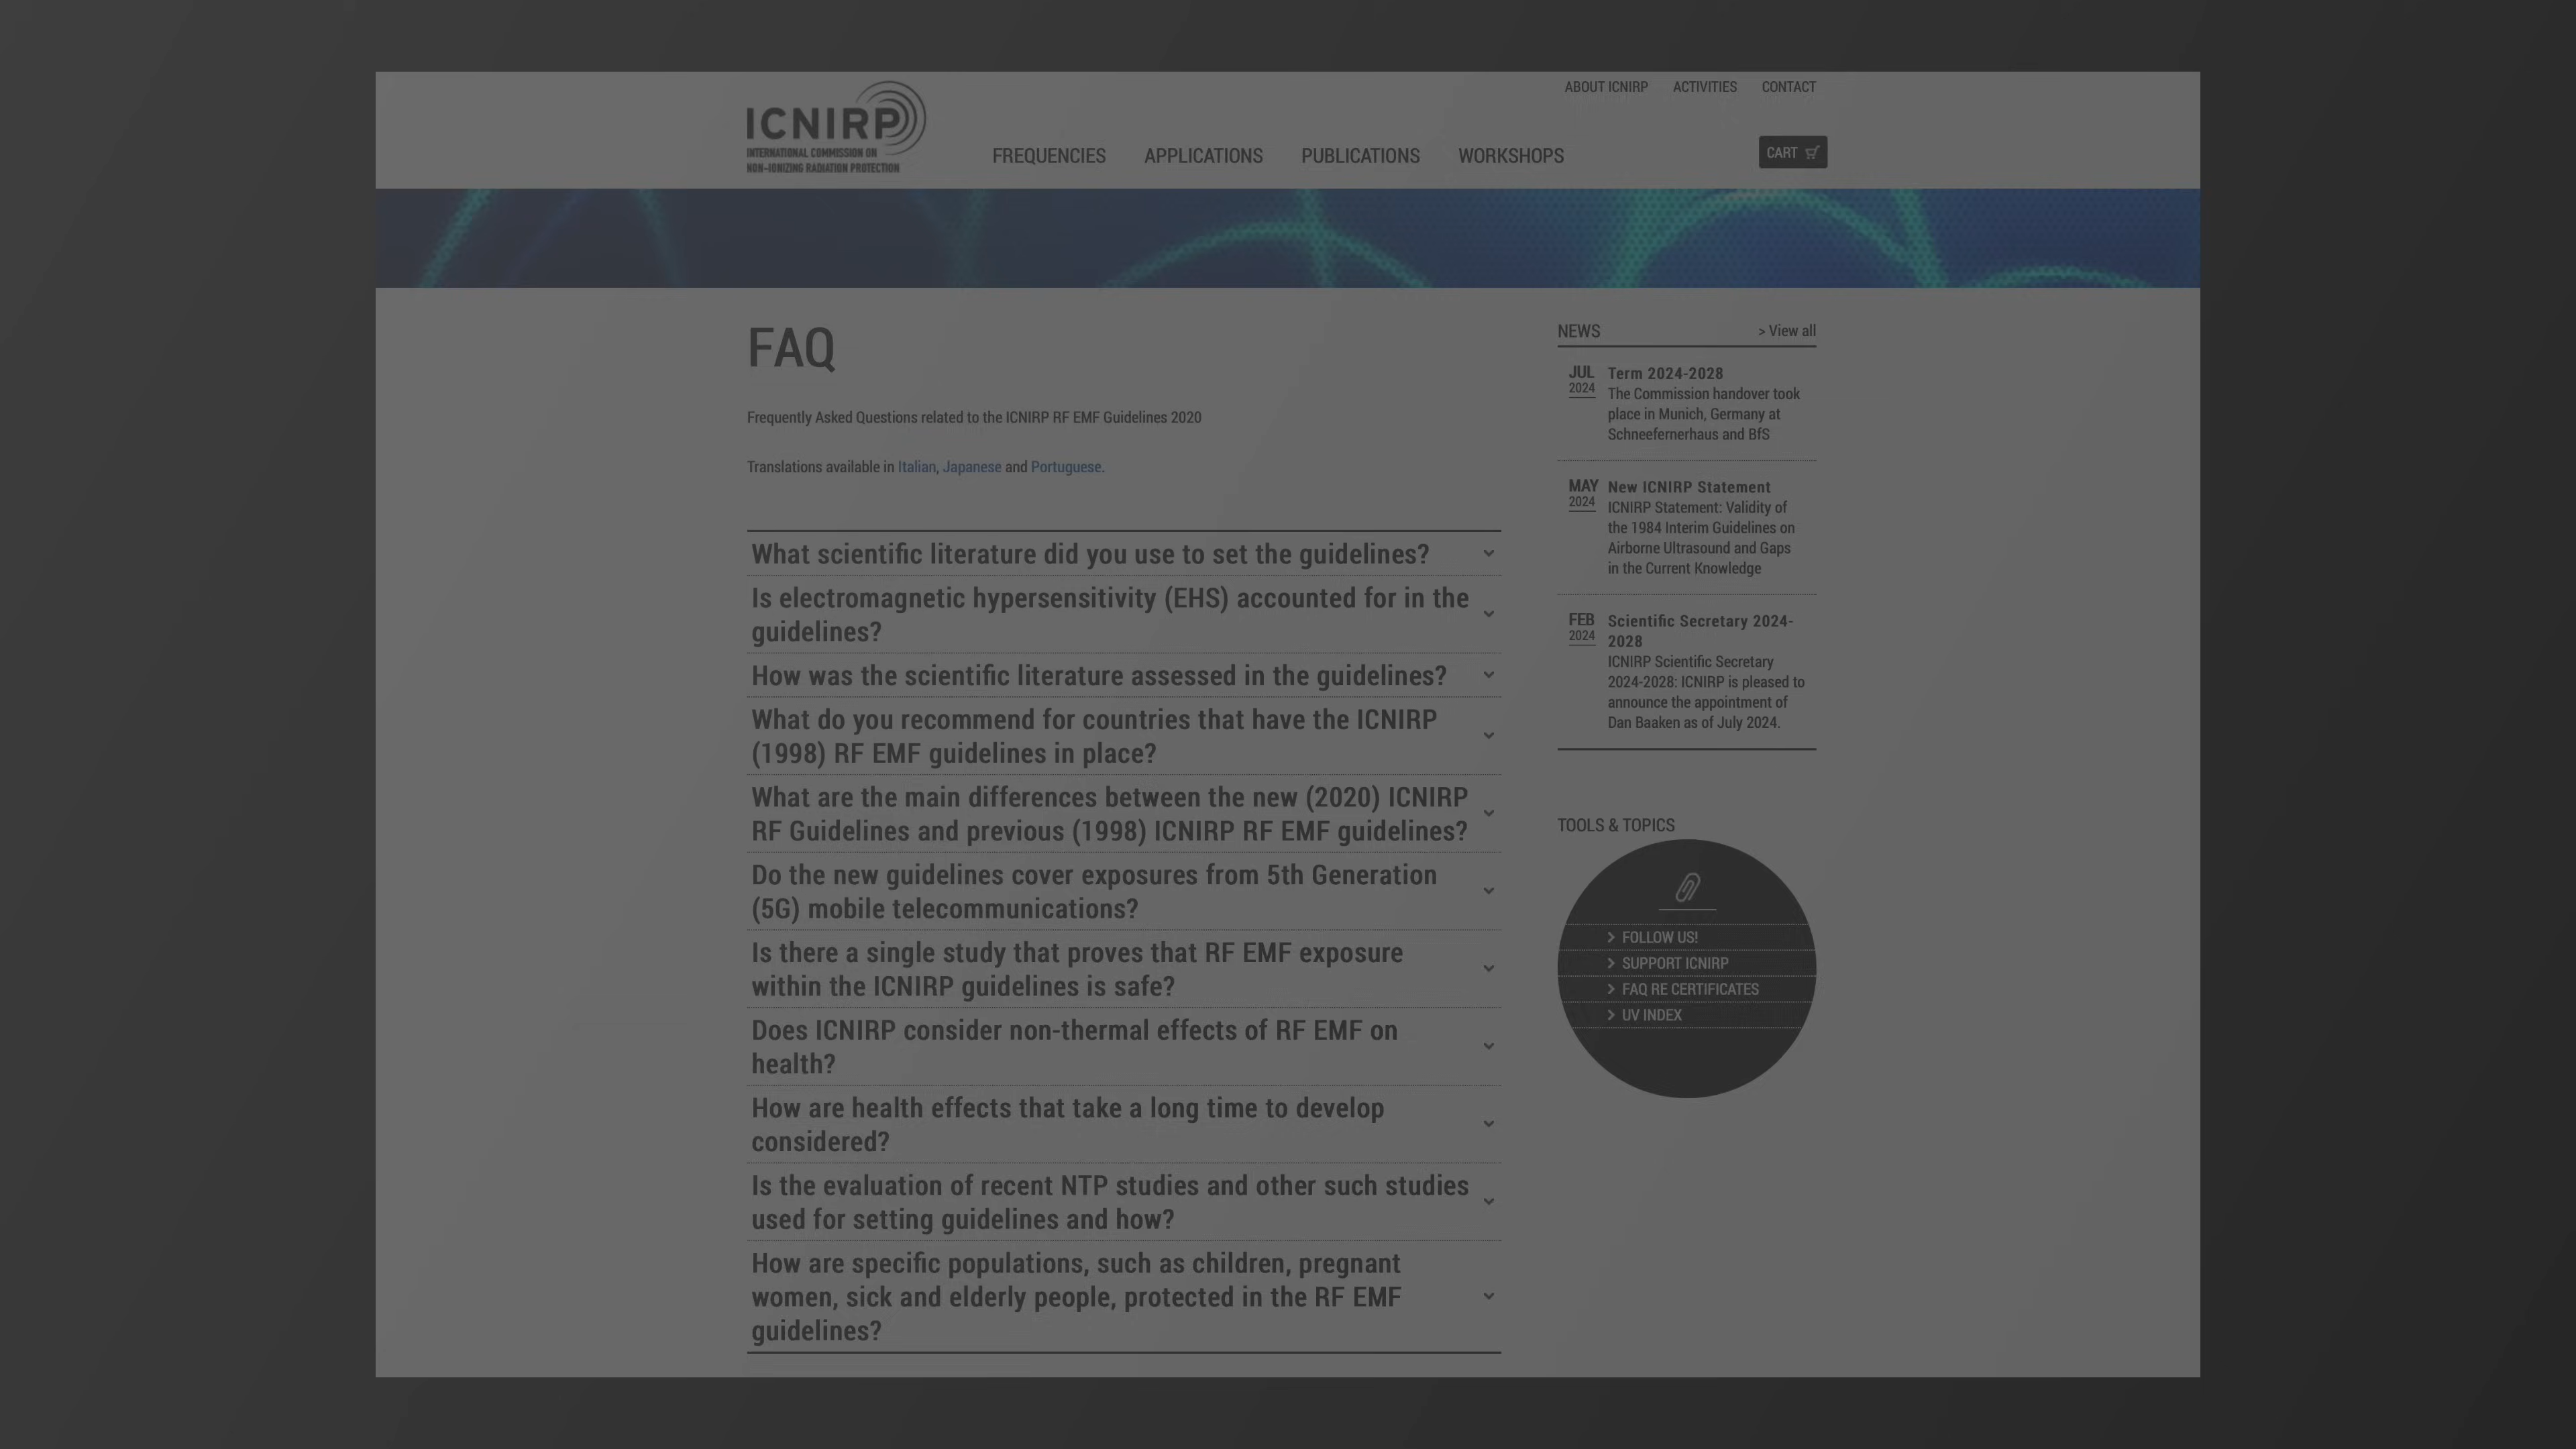 ICNIRP
INTERNATIONAL COMMISSION ON
NON-IONIZING RADIATION PROTECTION
ABOUT ICNIRP ACTIVITIES CONTACT
FREQUENCIES APPLICATIONS PUBLICATIONS WORKSHOPS
CART
FAQ
Frequently Asked Questions related to the ICNIRP RF EMF Guidelines 2020
Translations available in Italian, Japanese and Portuguese.
What scientific literature did you use to set the guidelines?
Is electromagnetic hypersensitivity (EHS) accounted for in the
guidelines?
How was the scientific literature assessed in the guidelines?
What do you recommend for countries that have the ICNIRP
(1998) RF EMF guidelines in place?
What are the main differences between the new (2020) ICNIRP
RF Guidelines and previous (1998) ICNIRP RF EMF guidelines?
Do the new guidelines cover exposures from 5th Generation
(5G) mobile telecommunications?
Is there a single study that proves that RF EMF exposure
within the ICNIRP guidelines is safe?
Does ICNIRP consider non-thermal effects of RF EMF on
health?
How are health effects that take a long time to develop
considered?
Is the evaluation of recent NTP studies and other such studies
used for setting guidelines and how?
How are specific populations, such as children, pregnant
women, sick and elderly people, protected in the RF EMF
guidelines?
NEWS > View all
JUL
2024
Term 2024-2028
The Commission handover took
place in Munich, Germany at
Schneefernerhaus and BfS
MAY
2024
New ICNIRP Statement
ICNIRP Statement: Validity of
the 1984 Interim Guidelines on
Airborne Ultrasound and Gaps
in the Current Knowledge
FEB
2024
Scientific Secretary 2024-
2028
ICNIRP Scientific Secretary
2024-2028: ICNIRP is pleased to
announce the appointment of
Dan Baaken as of July 2024.
TOOLS & TOPICS
> FOLLOW US!
> SUPPORT ICNIRP
> FAQ RE CERTIFICATES
> UV INDEX